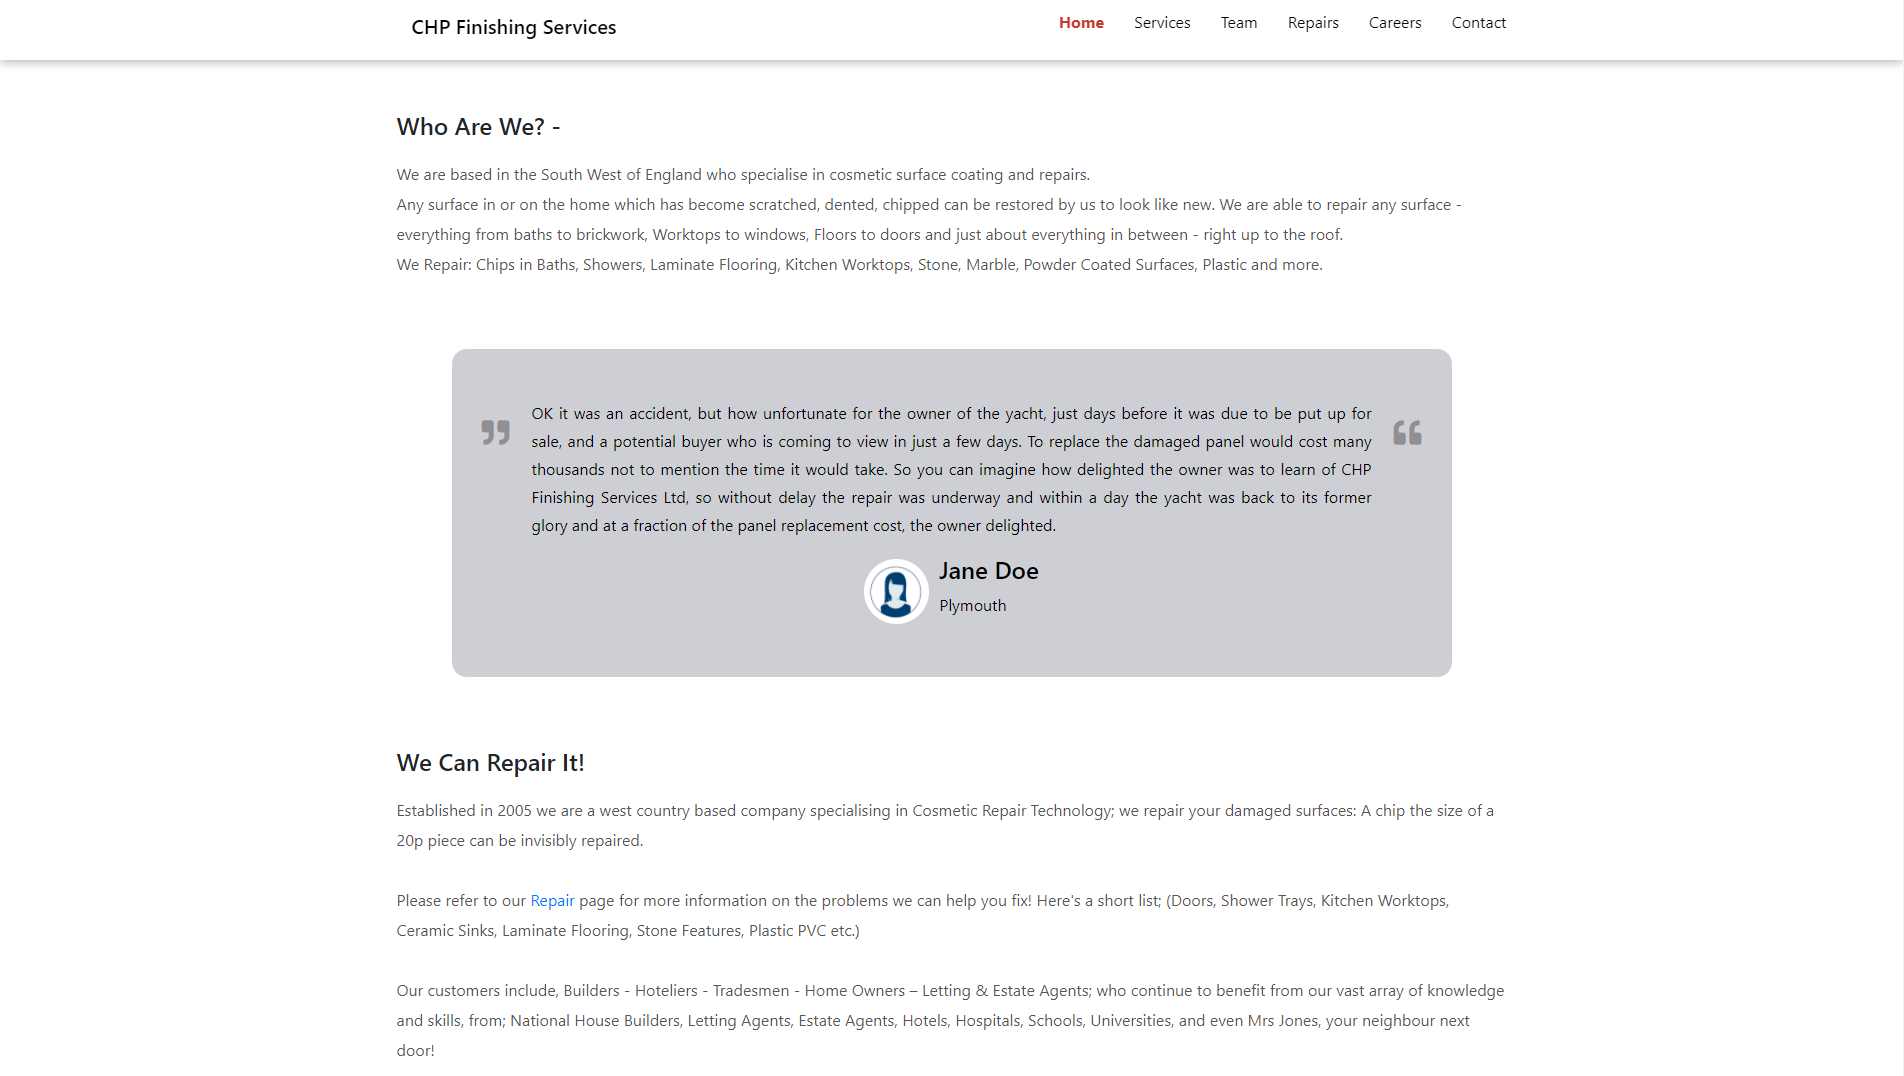 CHP Finishing Services
Home Services Team Repairs Careers Contact
Who Are We? -
We are based in the South West of England who specialise in cosmetic surface coating and repairs.
Any surface in or on the home which has become scratched, dented, chipped can be restored by us to look like new. We are able to repair any surface -
everything from baths to brickwork, Worktops to windows, Floors to doors and just about everything in between - right up to the roof.
We Repair: Chips in Baths, Showers, Laminate Flooring, Kitchen Worktops, Stone, Marble, Powder Coated Surfaces, Plastic and more.
OK it was an accident, but how unfortunate for the owner of the yacht, just days before it was due to be put up for
sale, and a potential buyer who is coming to view in just a few days. To replace the damaged panel would cost many
thousands not to mention the time it would take. So you can imagine how delighted the owner was to learn of CHP
Finishing Services Ltd, so without delay the repair was underway and within a day the yacht was back to its former
glory and at a fraction of the panel replacement cost, the owner delighted.
Jane Doe
Plymouth
We Can Repair It!
Established in 2005 we are a west country based company specialising in Cosmetic Repair Technology; we repair your damaged surfaces: A chip the size of a
20p piece can be invisibly repaired.
Please refer to our Repair page for more information on the problems we can help you fix! Here's a short list; (Doors, Shower Trays, Kitchen Worktops,
Ceramic Sinks, Laminate Flooring, Stone Features, Plastic PVC etc.)
Our customers include, Builders - Hoteliers - Tradesmen - Home Owners – Letting & Estate Agents; who continue to benefit from our vast array of knowledge
and skills, from; National House Builders, Letting Agents, Estate Agents, Hotels, Hospitals, Schools, Universities, and even Mrs Jones, your neighbour next
door!